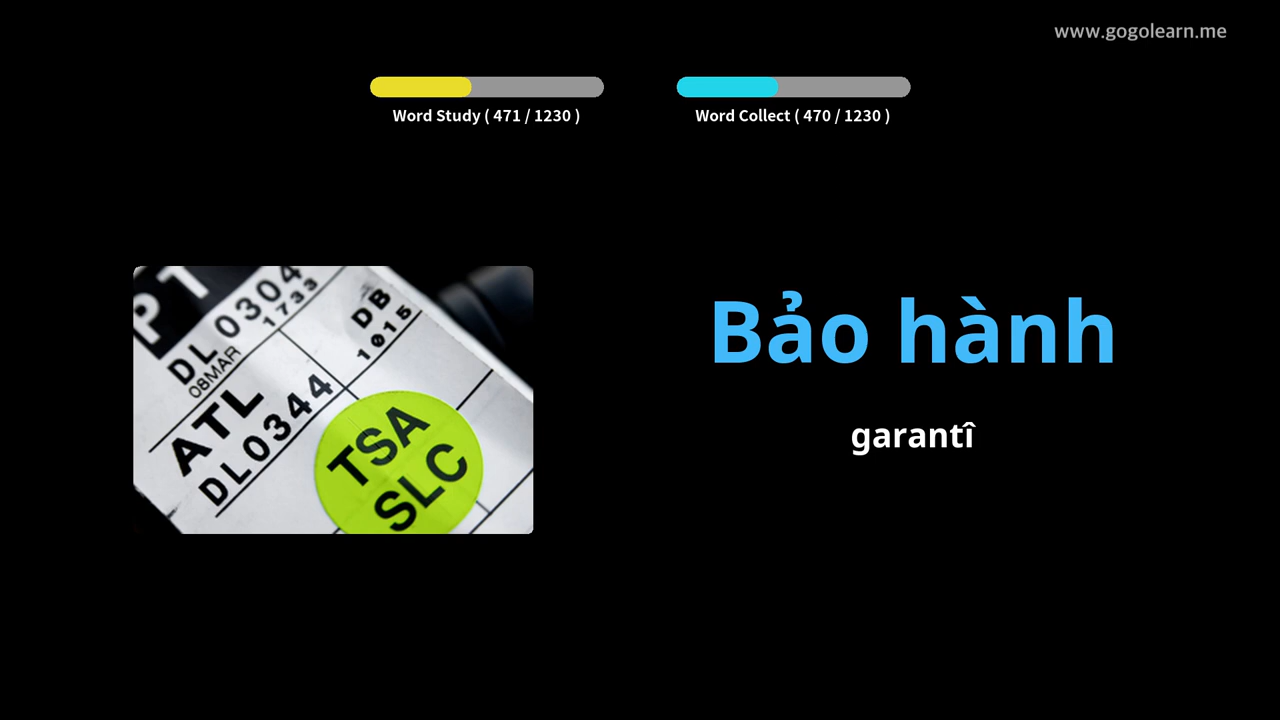 www.gogolearn.me
Word Study ( 471 / 1230 )
Word Collect ( 470 / 1230 )
P1
DL0304
1733
08MAR
DB
1015
ATL
DL0344
TSA
SLC
Bảo hành
garantî